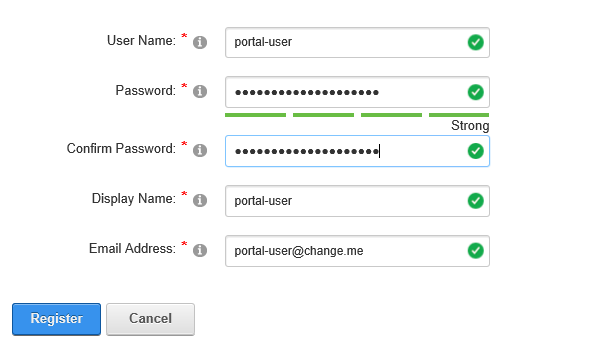 User Name: * portal-user
Password: * ••••••••••••••••••••
Strong
Confirm Password: * ••••••••••••••••••••
Display Name: * portal-user
Email Address: * portal-user@change.me
Register Cancel